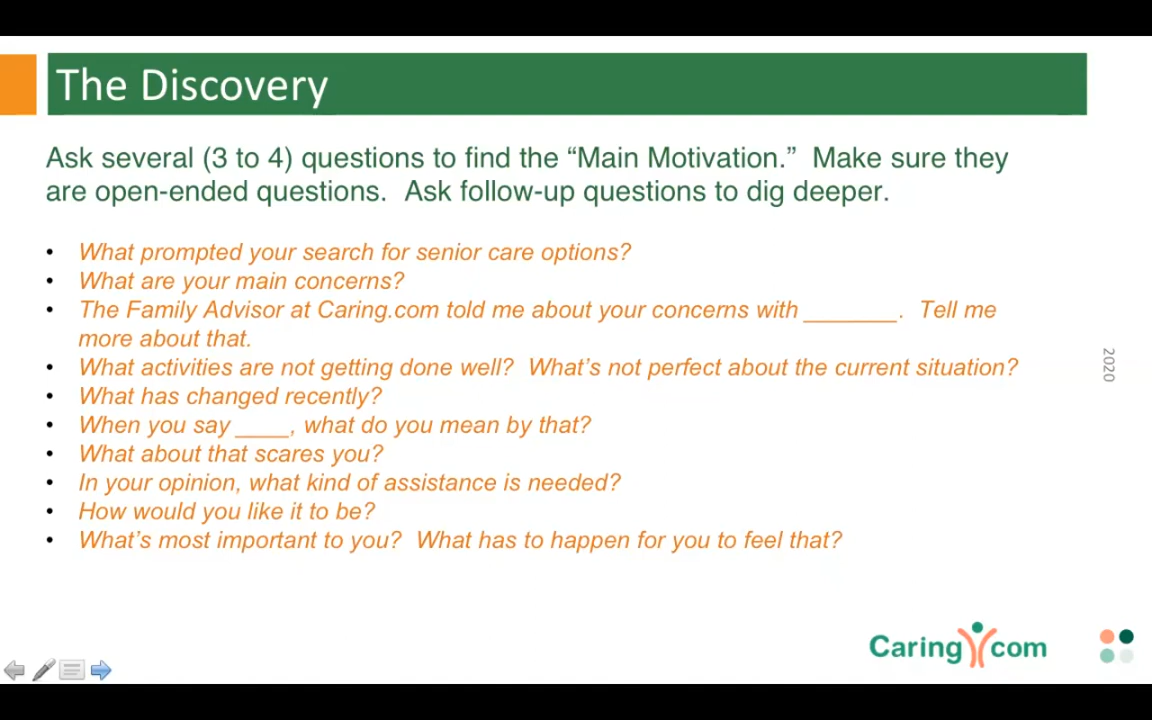 The Discovery
Ask several (3 to 4) questions to find the “Main Motivation.”  Make sure they
are open-ended questions.  Ask follow-up questions to dig deeper.
• What prompted your search for senior care options?
• What are your main concerns?
• The Family Advisor at Caring.com told me about your concerns with _______.  Tell me
more about that.
• What activities are not getting done well?  What’s not perfect about the current situation?
• What has changed recently?
• When you say ____, what do you mean by that?
• What about that scares you?
• In your opinion, what kind of assistance is needed?
• How would you like it to be?
• What’s most important to you?  What has to happen for you to feel that?
2020
Caring com